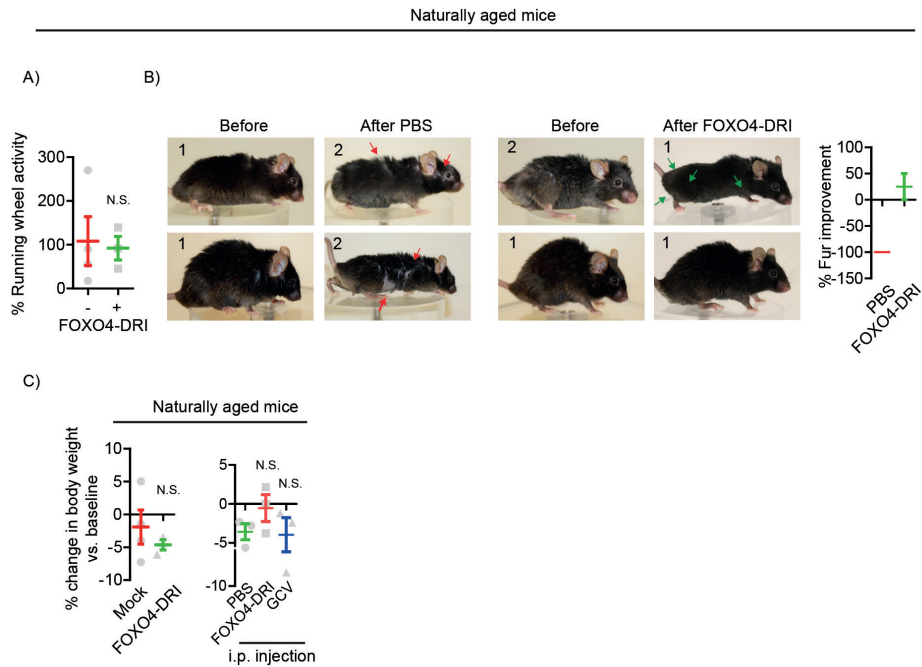 Naturally aged mice
A)
B)
Before
After PBS
Before
After FOXO4-DRI
% Running wheel activity
300
200
100
0
N.S.
-
+
FOXO4-DRI
1
2
2
1
1
2
1
1
% Fur improvement
100
50
0
-50
-100
-150
PBS
FOXO4-DRI
C)
Naturally aged mice
% change in body weight
vs. baseline
10
5
0
-5
-10
N.S.
Mock
FOXO4-DRI
5
0
-5
-10
N.S.
N.S.
PBS
FOXO4-DRI
GCV
i.p. injection